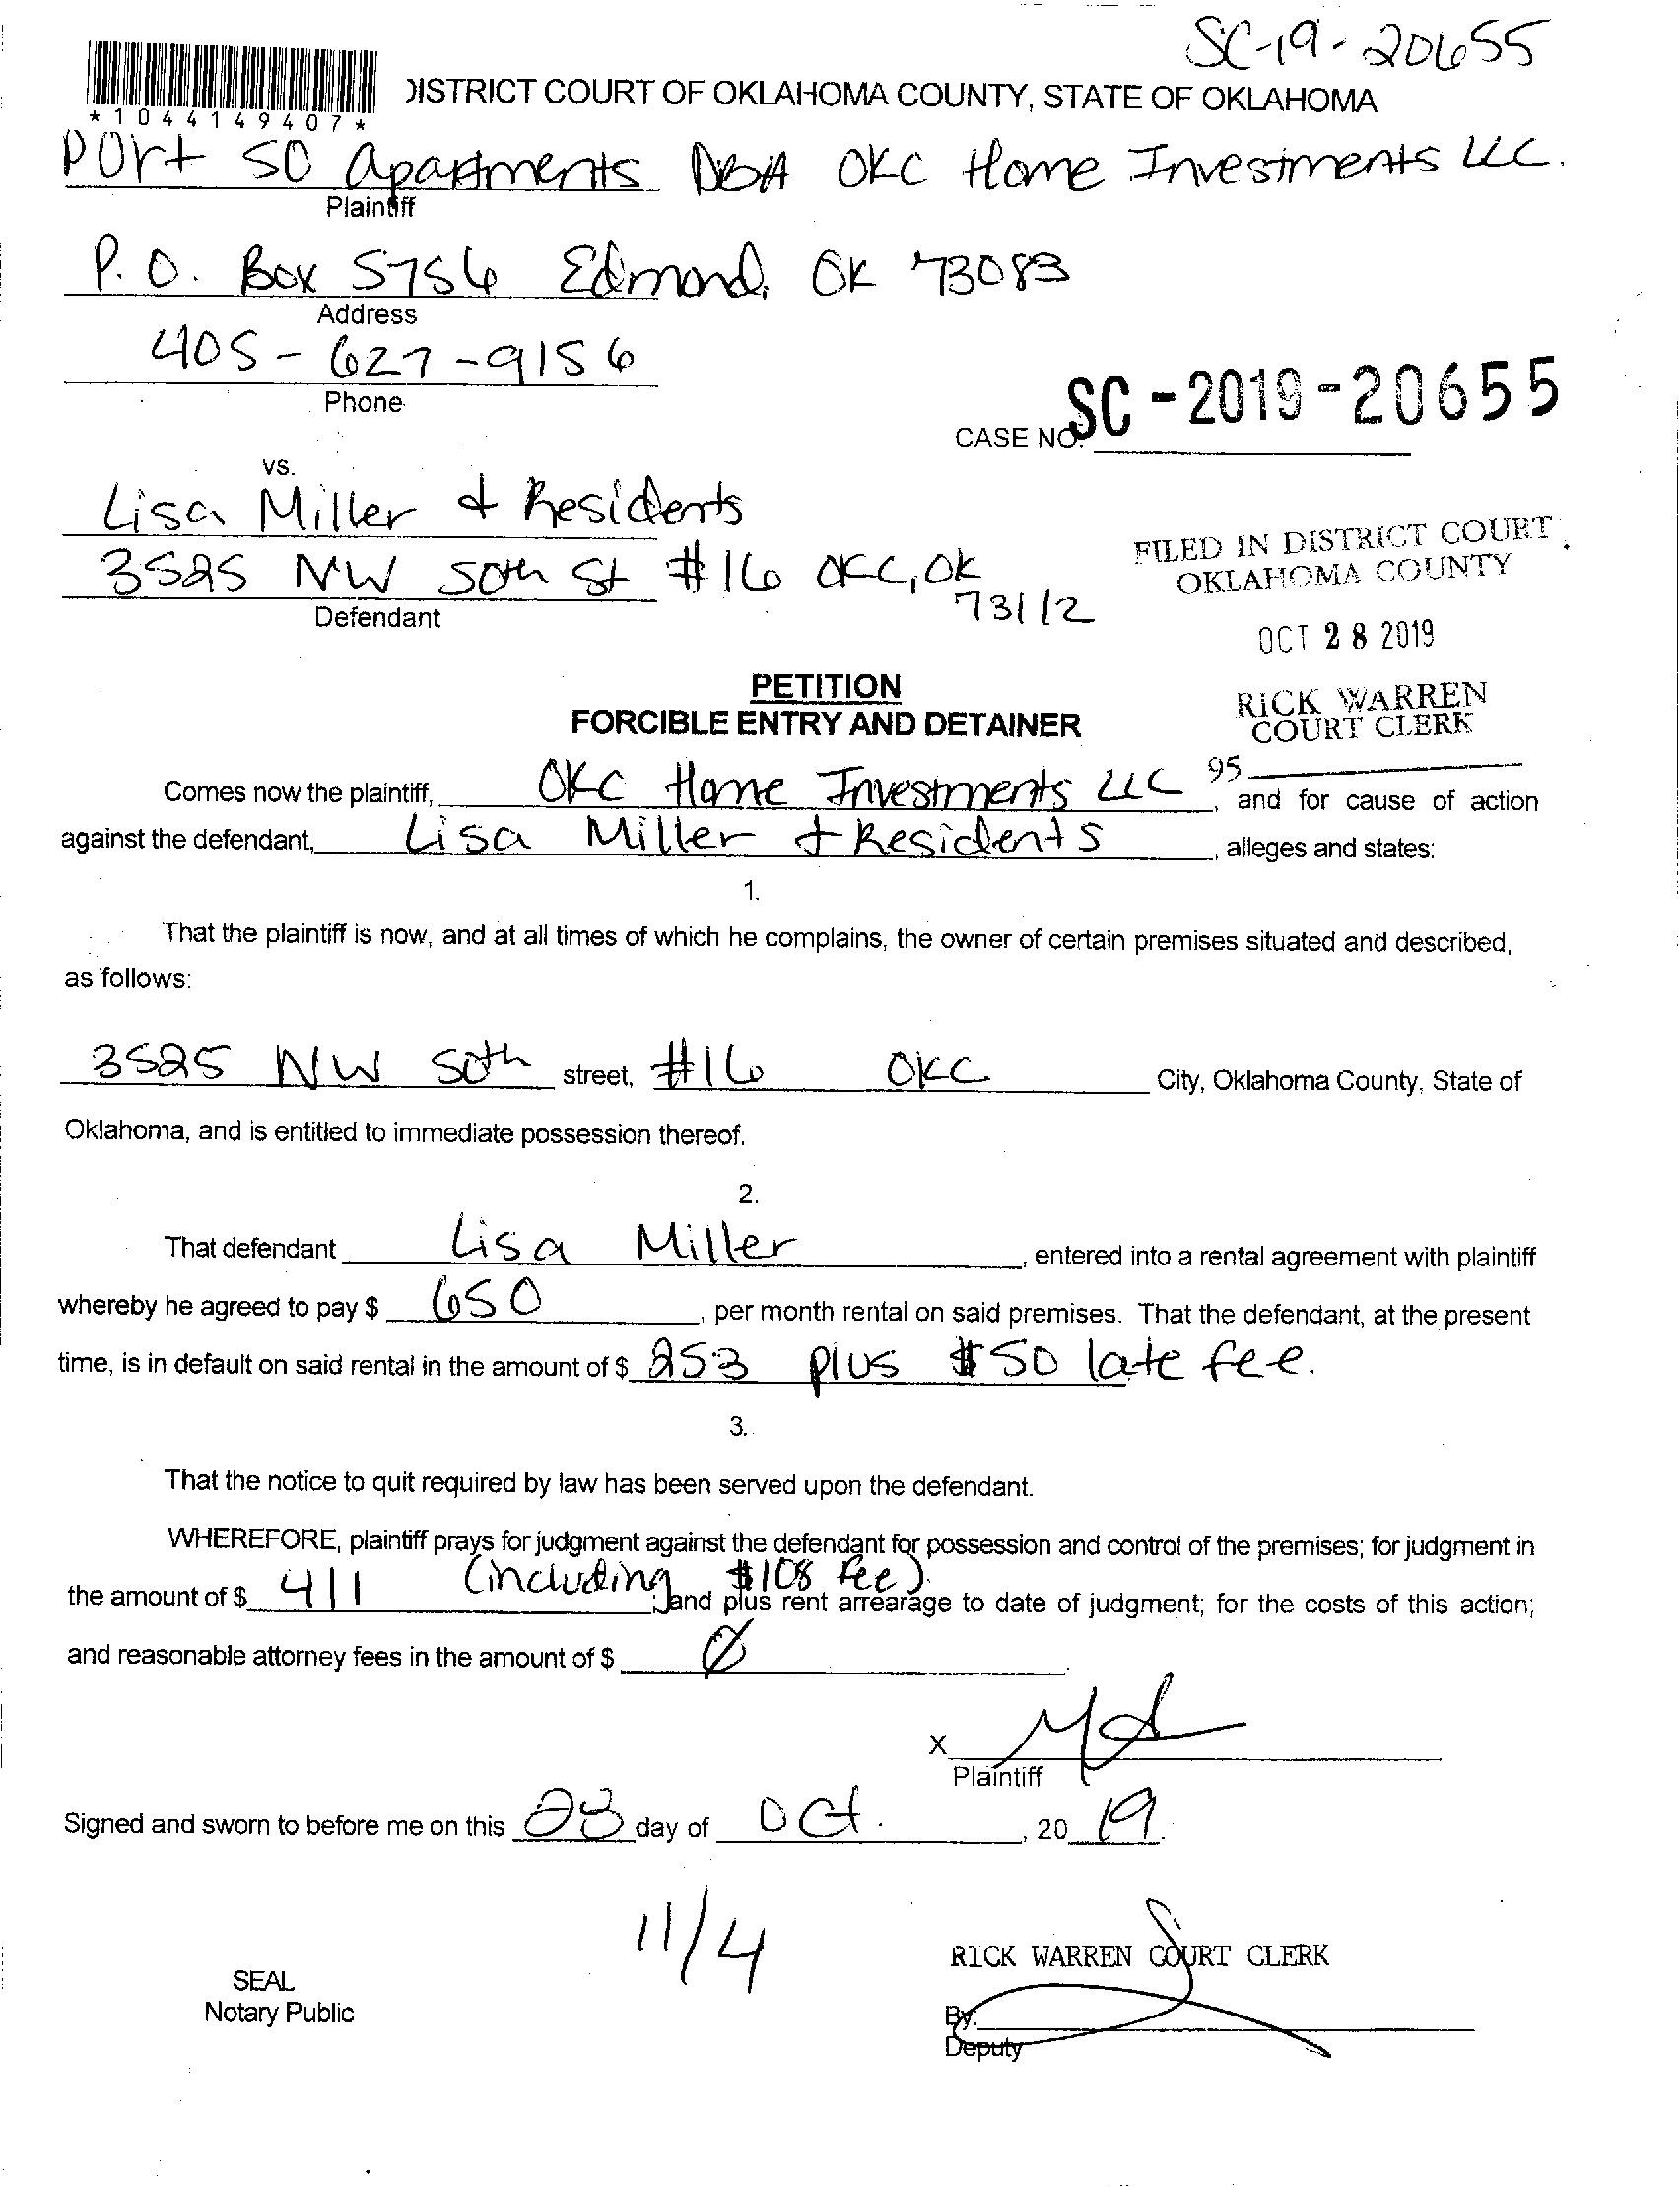 SC-19-20655
*1044149407*
DISTRICT COURT OF OKLAHOMA COUNTY, STATE OF OKLAHOMA
Port 50 Apartments DBA OKC Home Investments LLC.
Plaintiff
P.O. Box 5756 Edmond, OK 73083
Address
405-627-9156
Phone
CASE NO. SC-2019-20655
vs.
Lisa Miller & Residents
3525 NW 50th St #16 OKC, OK
73112
Defendant
FILED IN DISTRICT COURT
OKLAHOMA COUNTY
OCT 28 2019
RICK WARREN
COURT CLERK
95
PETITION
FORCIBLE ENTRY AND DETAINER
Comes now the plaintiff, OKC Home Investments LLC, and for cause of action
against the defendant, Lisa Miller & Residents, alleges and states:
1.
That the plaintiff is now, and at all times of which he complains, the owner of certain premises situated and described,
as follows:
3525 NW 50th street, #16 OKC City, Oklahoma County, State of
Oklahoma, and is entitled to immediate possession thereof.
2.
That defendant Lisa Miller, entered into a rental agreement with plaintiff
whereby he agreed to pay $ 650, per month rental on said premises. That the defendant, at the present
time, is in default on said rental in the amount of $ 253 plus $50 late fee.
3.
That the notice to quit required by law has been served upon the defendant.
WHEREFORE, plaintiff prays for judgment against the defendant for possession and control of the premises; for judgment in
the amount of $ 411 (including $108 fee); and plus rent arrearage to date of judgment; for the costs of this action;
and reasonable attorney fees in the amount of $ Ø
X
Plaintiff
Signed and sworn to before me on this 28 day of Oct., 20 19.
11/4
SEAL
Notary Public
RICK WARREN COURT CLERK
By:
Deputy